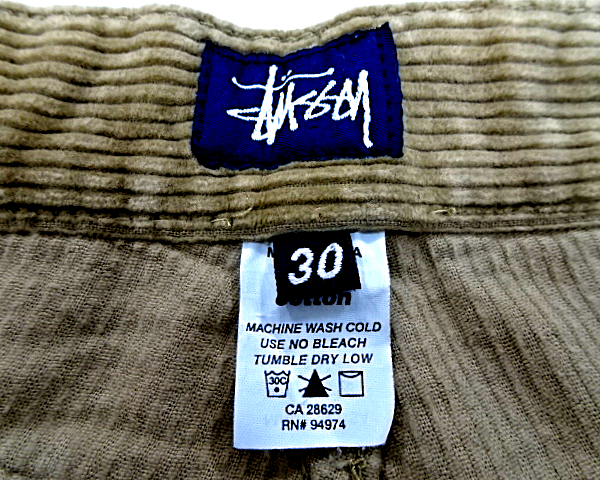 Stüssy
30
cotton
MACHINE WASH COLD
USE NO BLEACH
TUMBLE DRY LOW
30C
CA 28629
RN# 94974